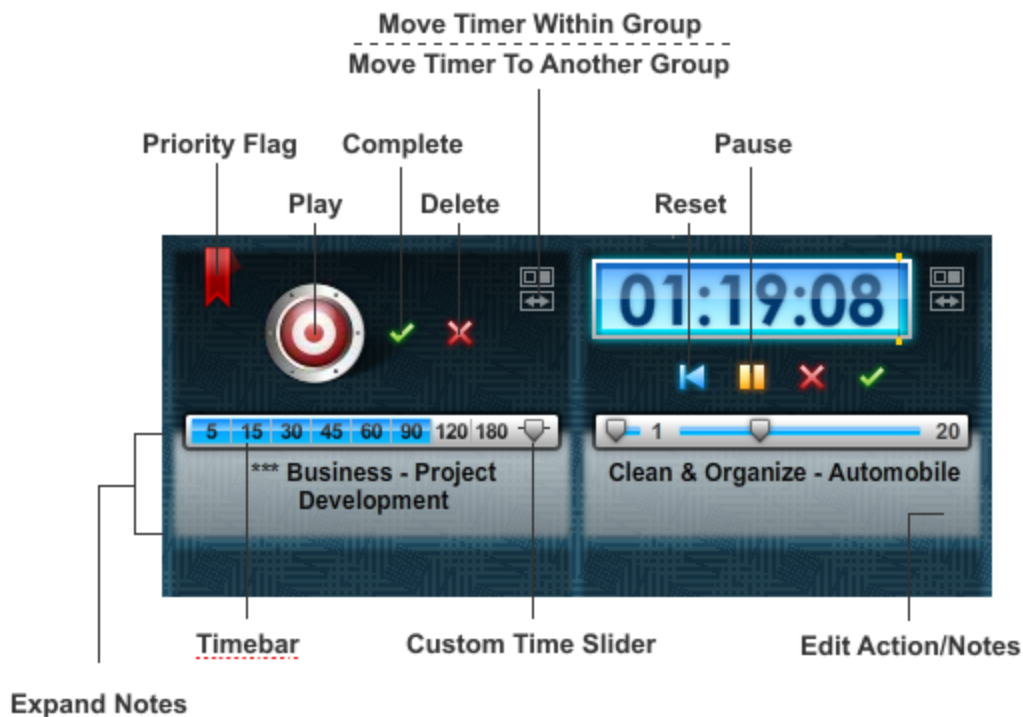 Move Timer Within Group
Move Timer To Another Group
Priority Flag
Complete
Pause
Play
Delete
Reset
01:19:08
5 15 30 45 60 90 120 180
1 20
*** Business - Project
Development
Clean & Organize - Automobile
Timebar
Custom Time Slider
Edit Action/Notes
Expand Notes